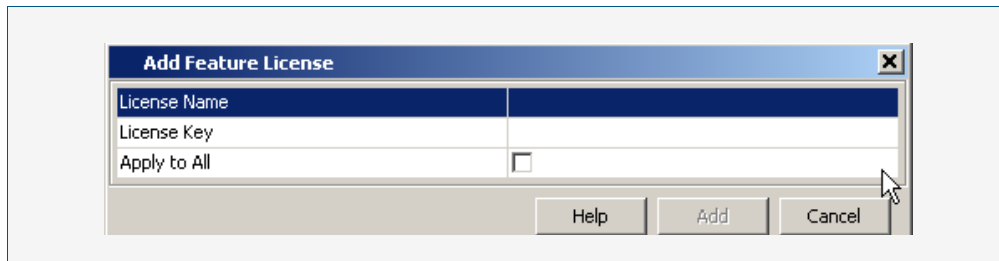 Add Feature License
License Name
License Key
Apply to All
Help Add Cancel